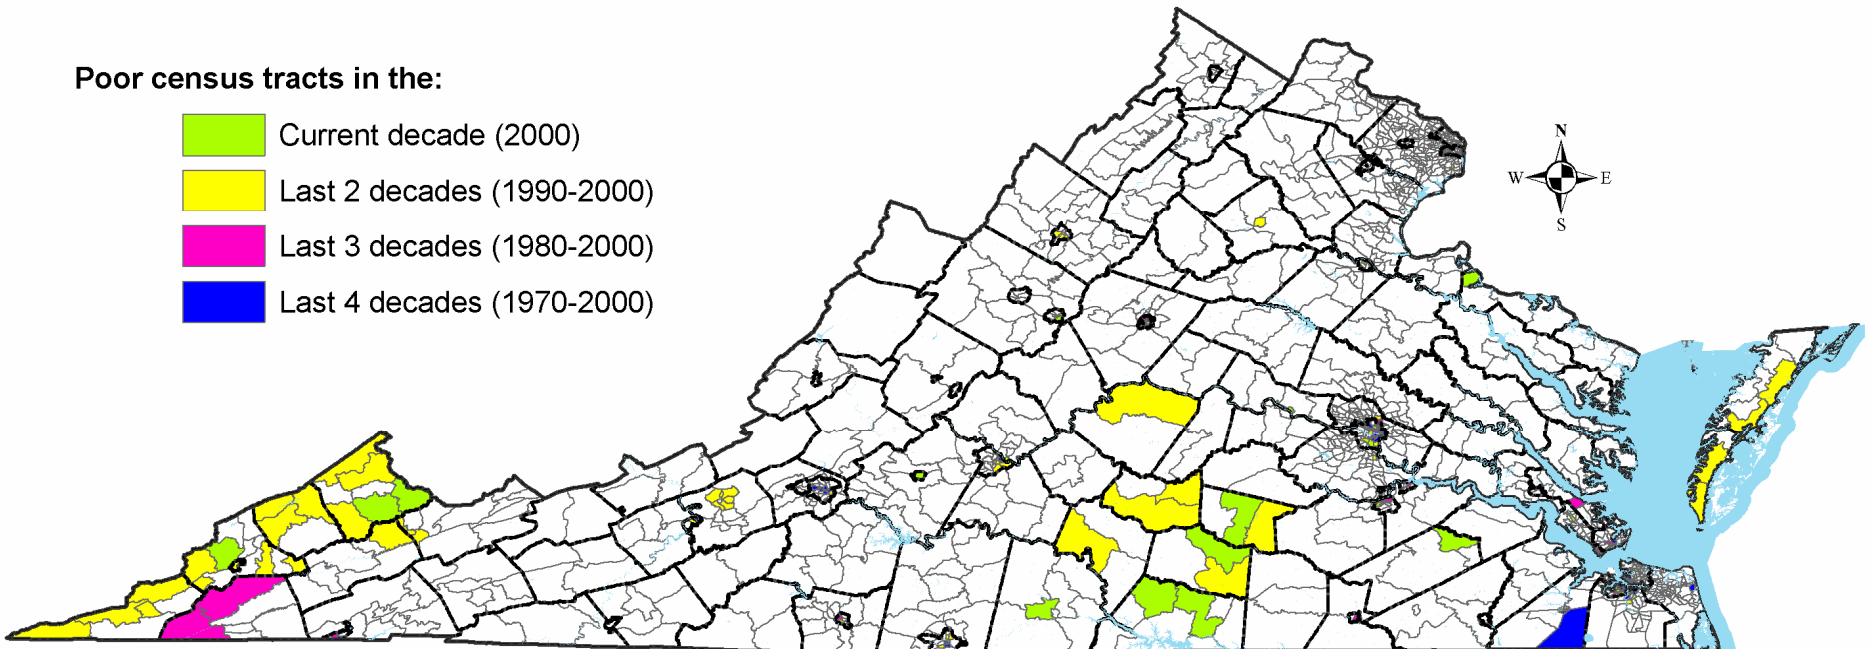 Poor census tracts in the:
Current decade (2000)
Last 2 decades (1990-2000)
Last 3 decades (1980-2000)
Last 4 decades (1970-2000)
N
W E
S